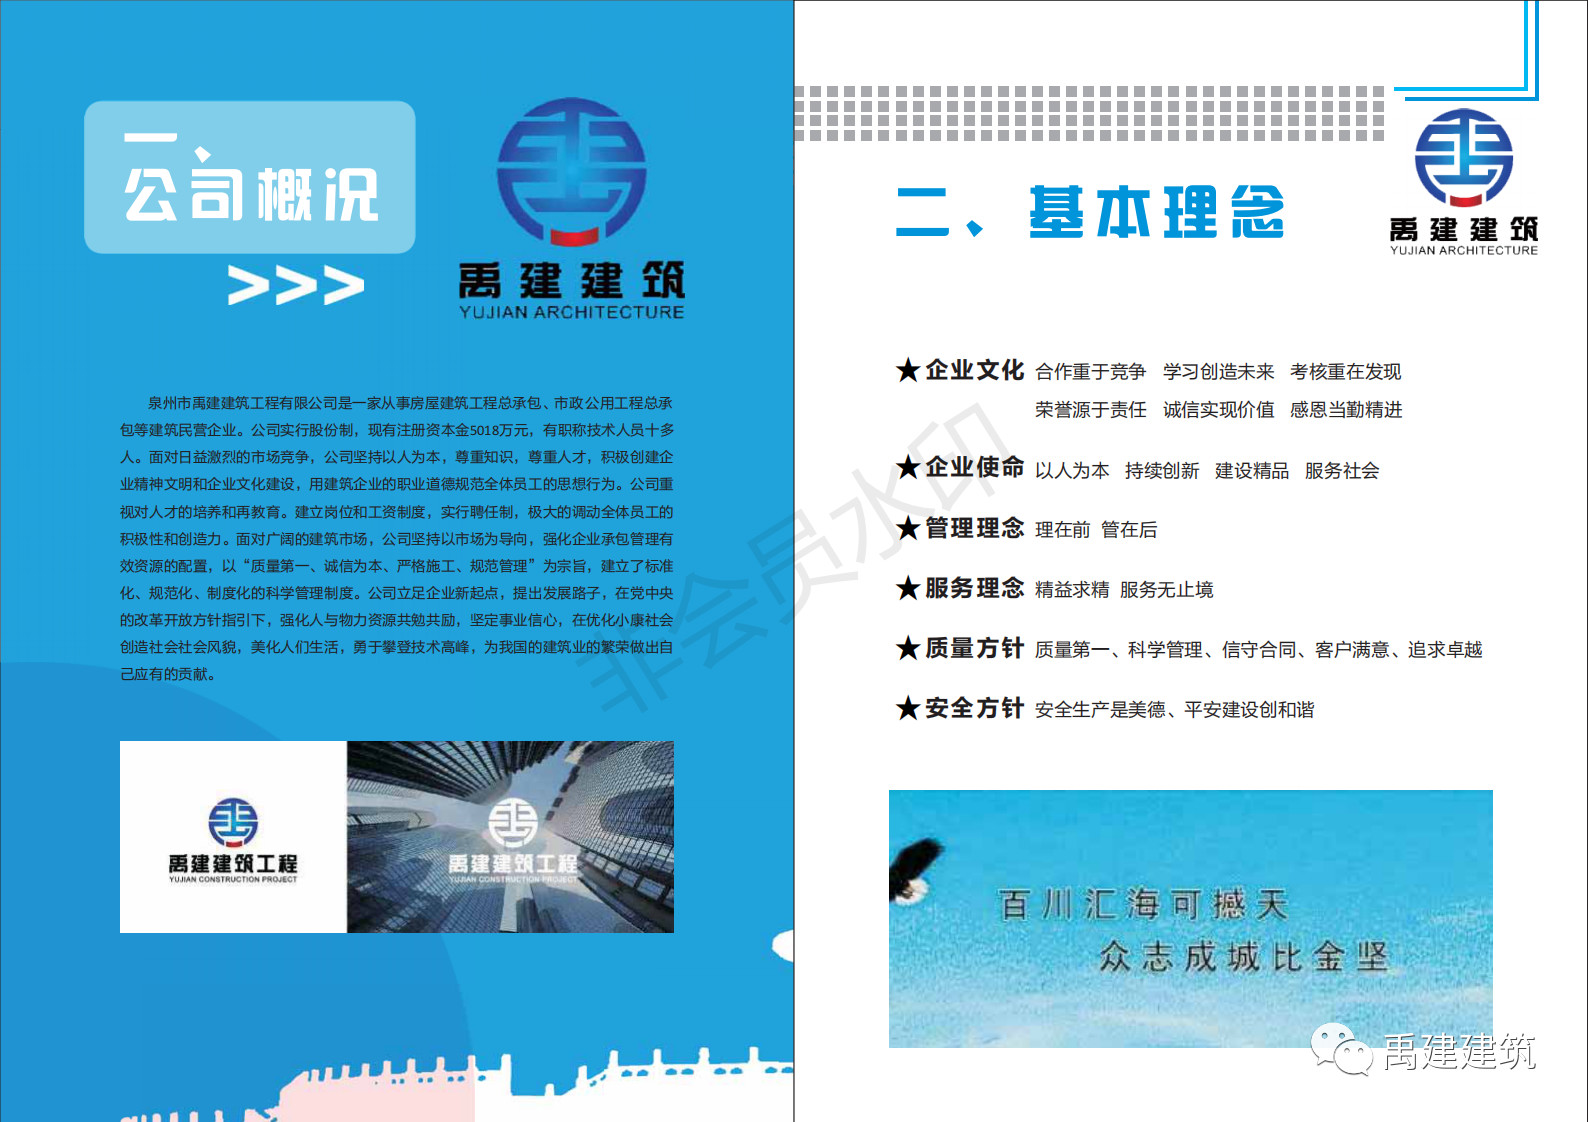 一、
公司概况
>>>
禹建建筑
YUJIAN ARCHITECTURE
泉州市禹建建筑工程有限公司是一家从事房屋建筑工程总承包、市政公用工程总承
包等建筑民营企业。公司实行股份制，现有注册资本金5018万元，有职称技术人员十多
人。面对日益激烈的市场竞争，公司坚持以人为本，尊重知识，尊重人才，积极创建企
业精神文明和企业文化建设，用建筑企业的职业道德规范全体员工的思想行为。公司重
视对人才的培养和再教育。建立岗位和工资制度，实行聘任制，极大的调动全体员工的
积极性和创造力。面对广阔的建筑市场，公司坚持以市场为导向，强化企业承包管理有
效资源的配置，以“质量第一、诚信为本、严格施工、规范管理”为宗旨，建立了标准
化、规范化、制度化的科学管理制度。公司立足企业新起点，提出发展路子，在党中央
的改革开放方针指引下，强化人与物力资源共勉共励，坚定事业信心，在优化小康社会
创造社会社会风貌，美化人们生活，勇于攀登技术高峰，为我国的建筑业的繁荣做出自
己应有的贡献。
禹建建筑工程
YUJIAN CONSTRUCTION PROJECT
禹建建筑工程
YUJIAN CONSTRUCTION PROJECT
二、基本理念
禹建建筑
YUJIAN ARCHITECTURE
★企业文化 合作重于竞争 学习创造未来 考核重在发现
荣誉源于责任 诚信实现价值 感恩当勤精进
★企业使命 以人为本 持续创新 建设精品 服务社会
★管理理念 理在前 管在后
★服务理念 精益求精 服务无止境
★质量方针 质量第一、科学管理、信守合同、客户满意、追求卓越
★安全方针 安全生产是美德、平安建设创和谐
百川汇海可撼天
众志成城比金坚
禹建建筑
非会员水印